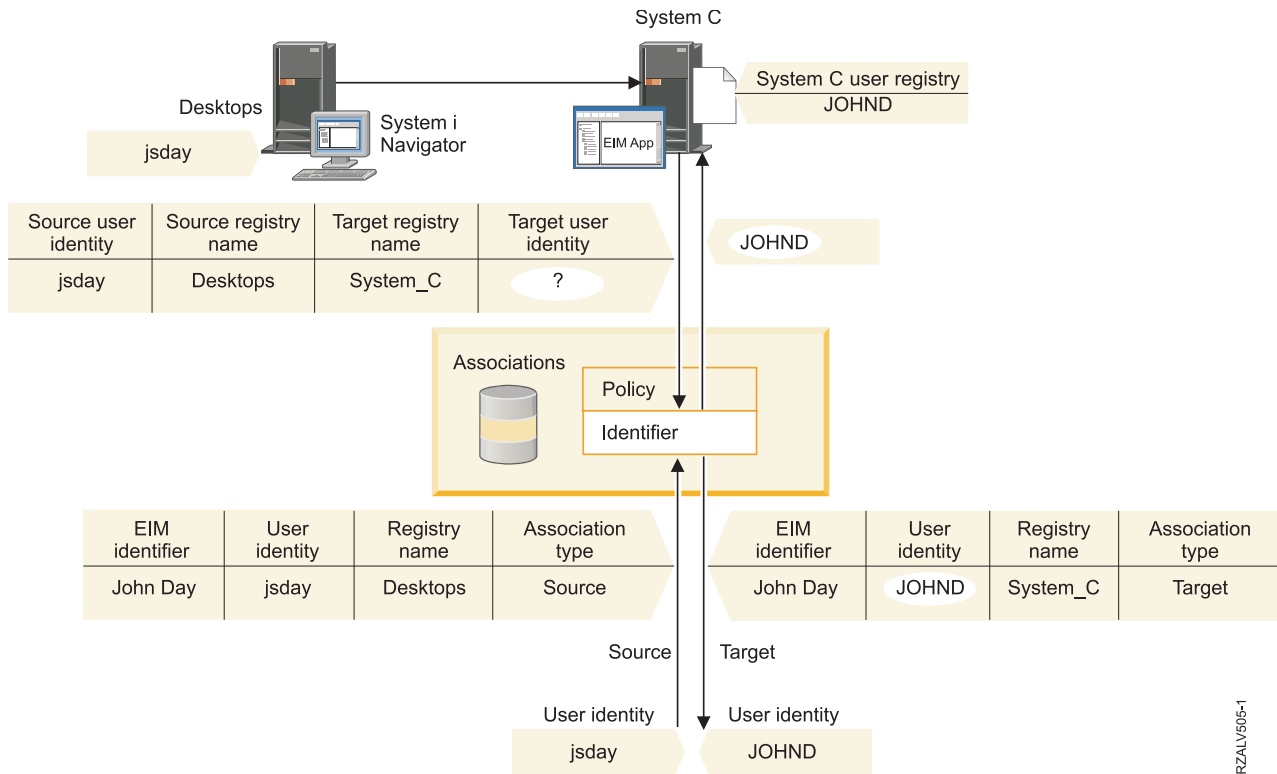 System C
System C user registry
JOHND
Desktops
System i
Navigator
EIM App
jsday
Source user
identity
Source registry
name
Target registry
name
Target user
identity
jsday
Desktops
System_C
?
JOHND
Associations
Policy
Identifier
EIM
identifier
User
identity
Registry
name
Association
type
John Day
jsday
Desktops
Source
EIM
identifier
User
identity
Registry
name
Association
type
John Day
JOHND
System_C
Target
Source
Target
User identity
User identity
jsday
JOHND
RZALV505-1